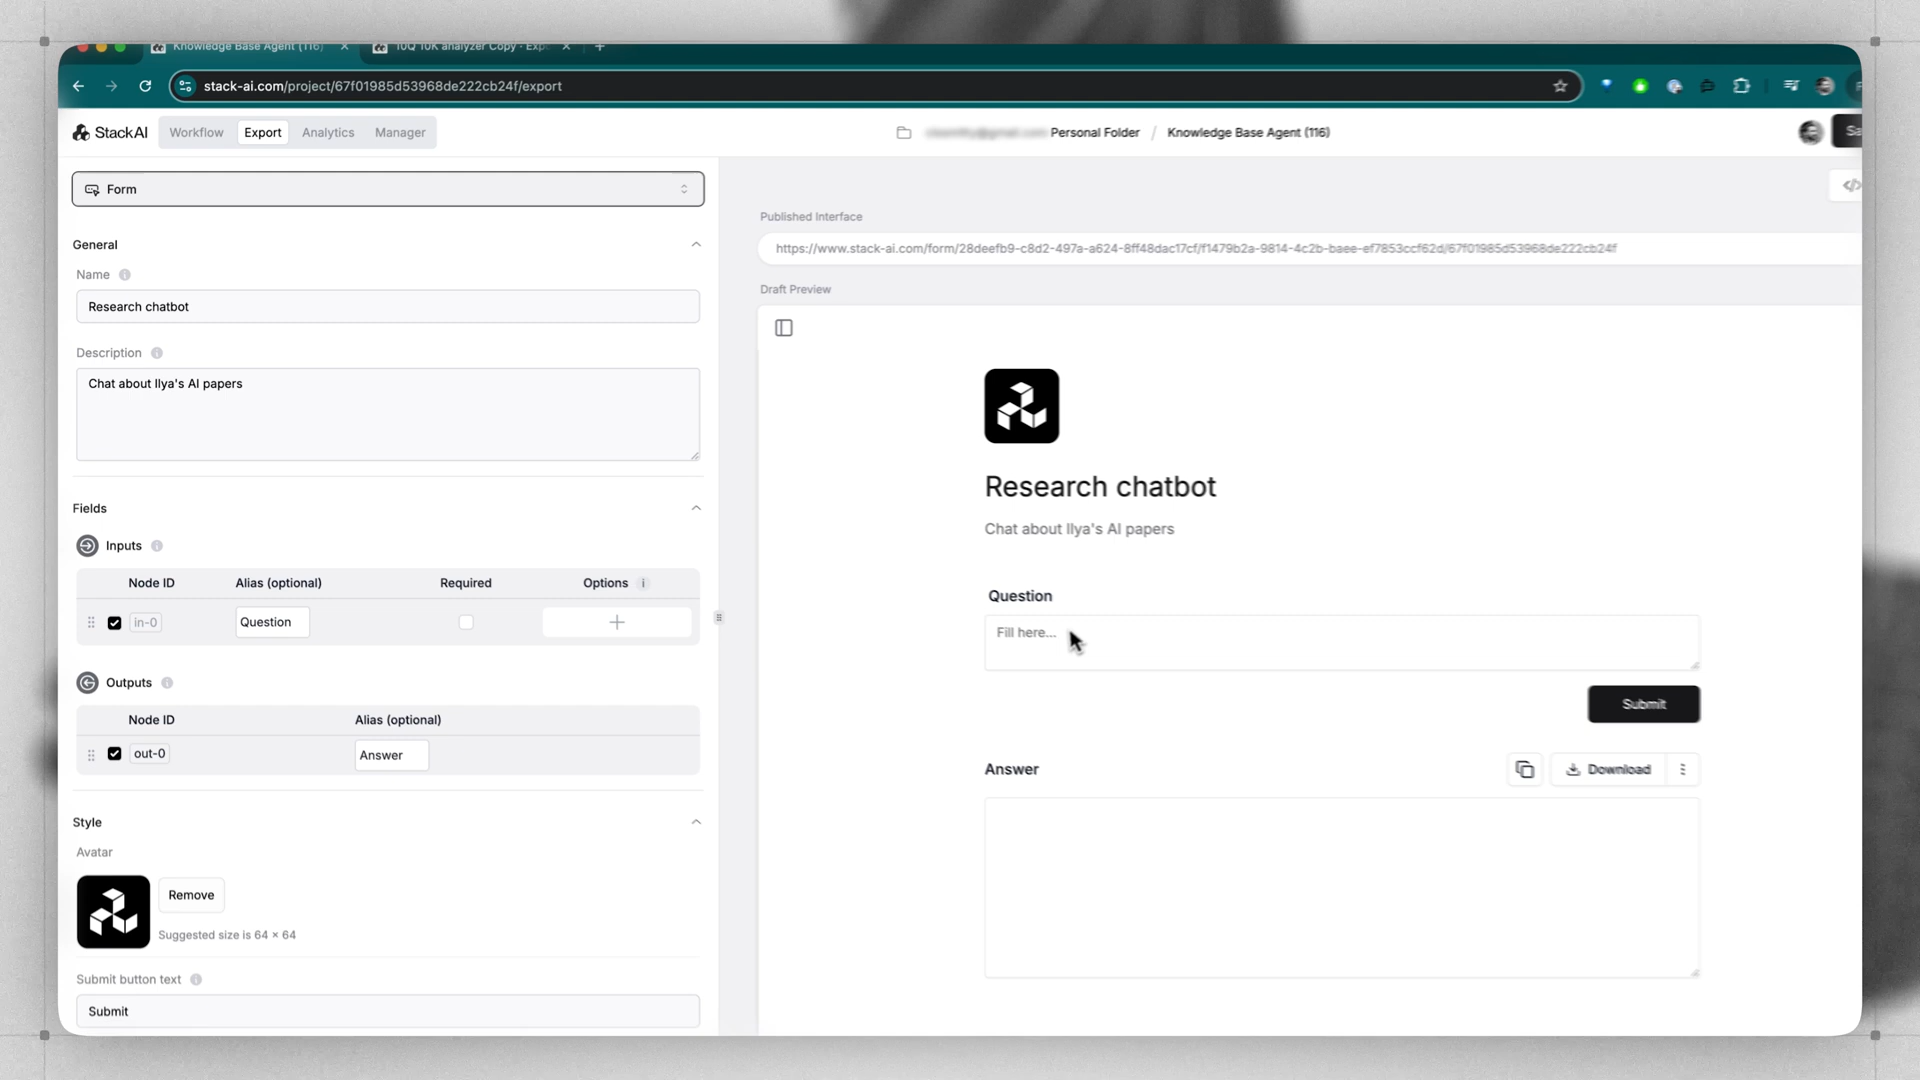 Knowledge Base Agent (116)
10Q 10K analyzer Copy - Exp
stack-ai.com/project/67f01985d53968de222cb24f/export
StackAI
Workflow
Export
Analytics
Manager
Personal Folder / Knowledge Base Agent (116)
Sa
Form
General
Name
Research chatbot
Description
Chat about Ilya's AI papers
Fields
Inputs
Node ID Alias (optional) Required Options
in-0 Question
Outputs
Node ID Alias (optional)
out-0 Answer
Style
Avatar
Remove
Suggested size is 64 × 64
Submit button text
Submit
Published Interface
https://www.stack-ai.com/form/28deefb9-c8d2-497a-a624-8ff48dac17cf/f1479b2a-9814-4c2b-baee-ef7853ccf62d/67f01985d53968de222cb24f
Draft Preview
Research chatbot
Chat about Ilya's AI papers
Question
Fill here...
Submit
Answer
Download